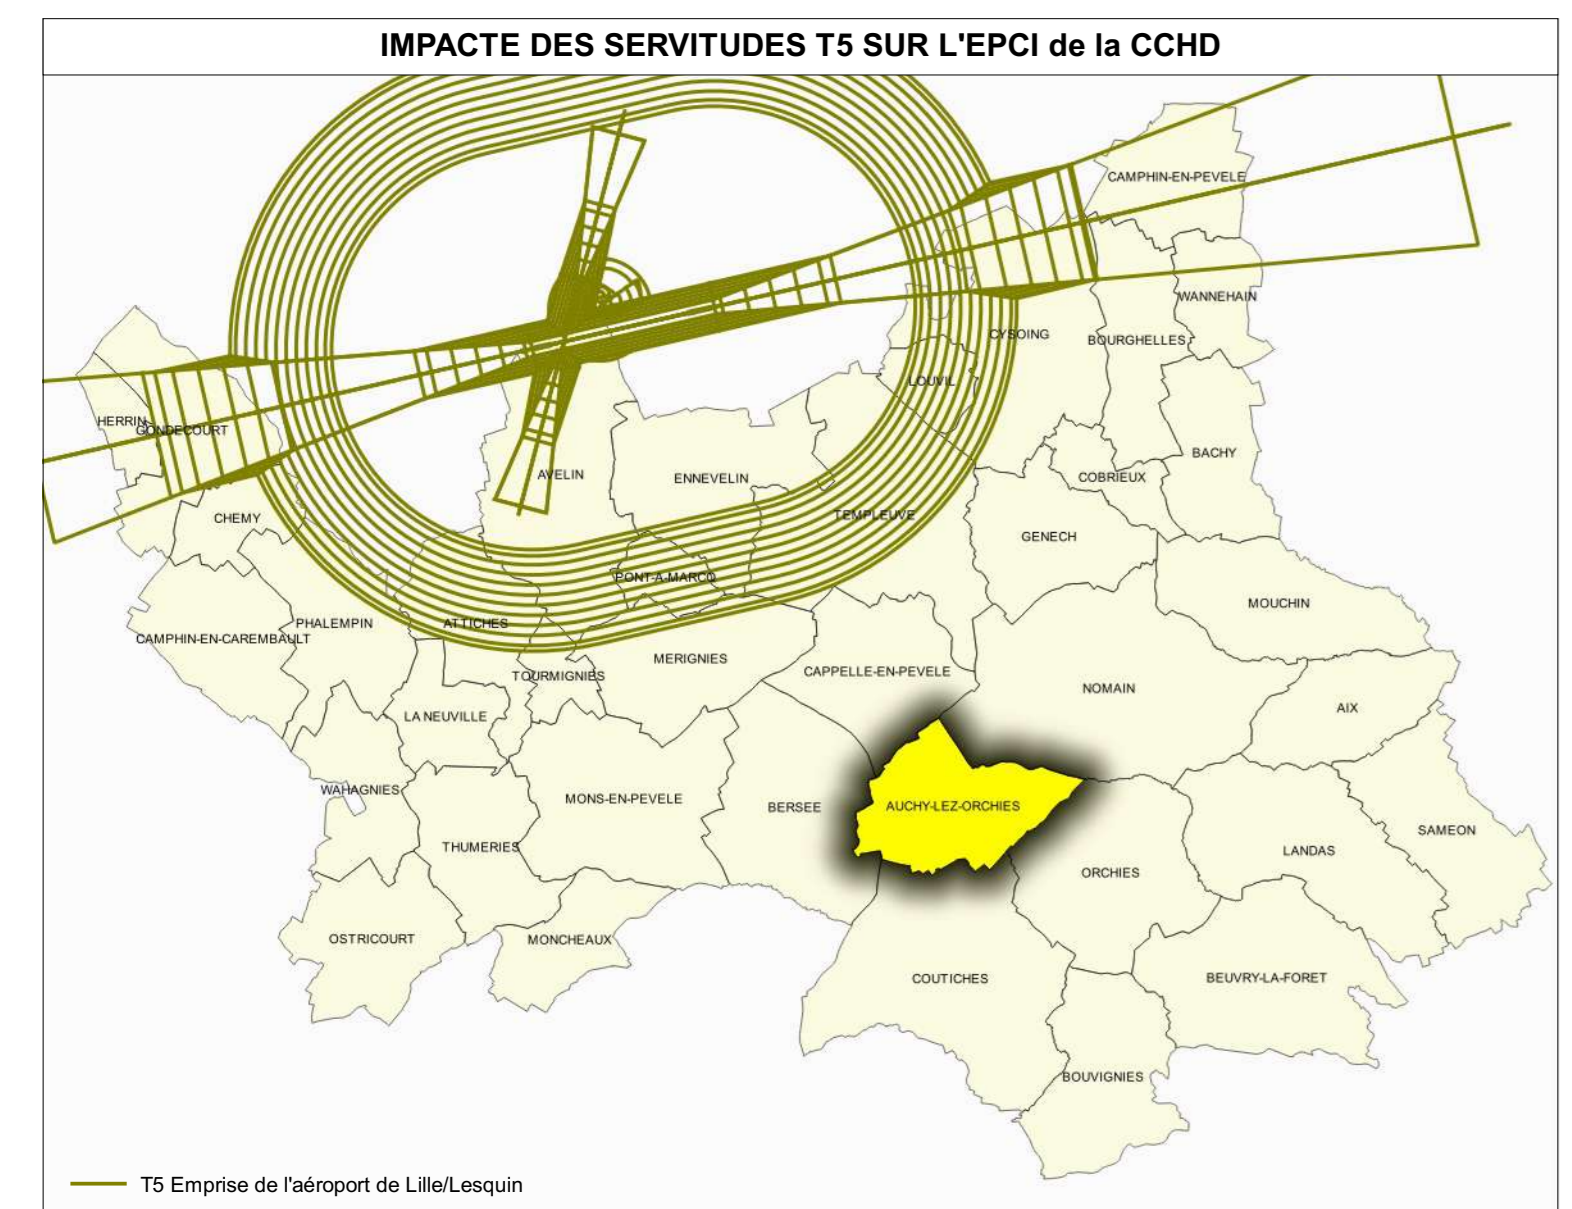 IMPACTE DES SERVITUDES T5 SUR L'EPCI de la CCHD
CAMPHIN-EN-PEVELE
WANNEHAIN
CYSOING
BOURGHELLES
LOUVIL
HERRIN
GONDECOURT
BACHY
AVELIN
ENNEVELIN
COBRIEUX
CHEMY
TEMPLEUVE
GENECH
PONT-A-MARCQ
MOUCHIN
PHALEMPIN
ATTICHES
CAMPHIN-EN-CAREMBAULT
MERIGNIES
TOURMIGNIES
CAPPELLE-EN-PEVELE
NOMAIN
AIX
LA NEUVILLE
WAHAGNIES
MONS-EN-PEVELE
BERSEE
AUCHY-LEZ-ORCHIES
SAMEON
THUMERIES
LANDAS
ORCHIES
OSTRICOURT
MONCHEAUX
COUTICHES
BEUVRY-LA-FORET
BOUVIGNIES
T5 Emprise de l'aéroport de Lille/Lesquin